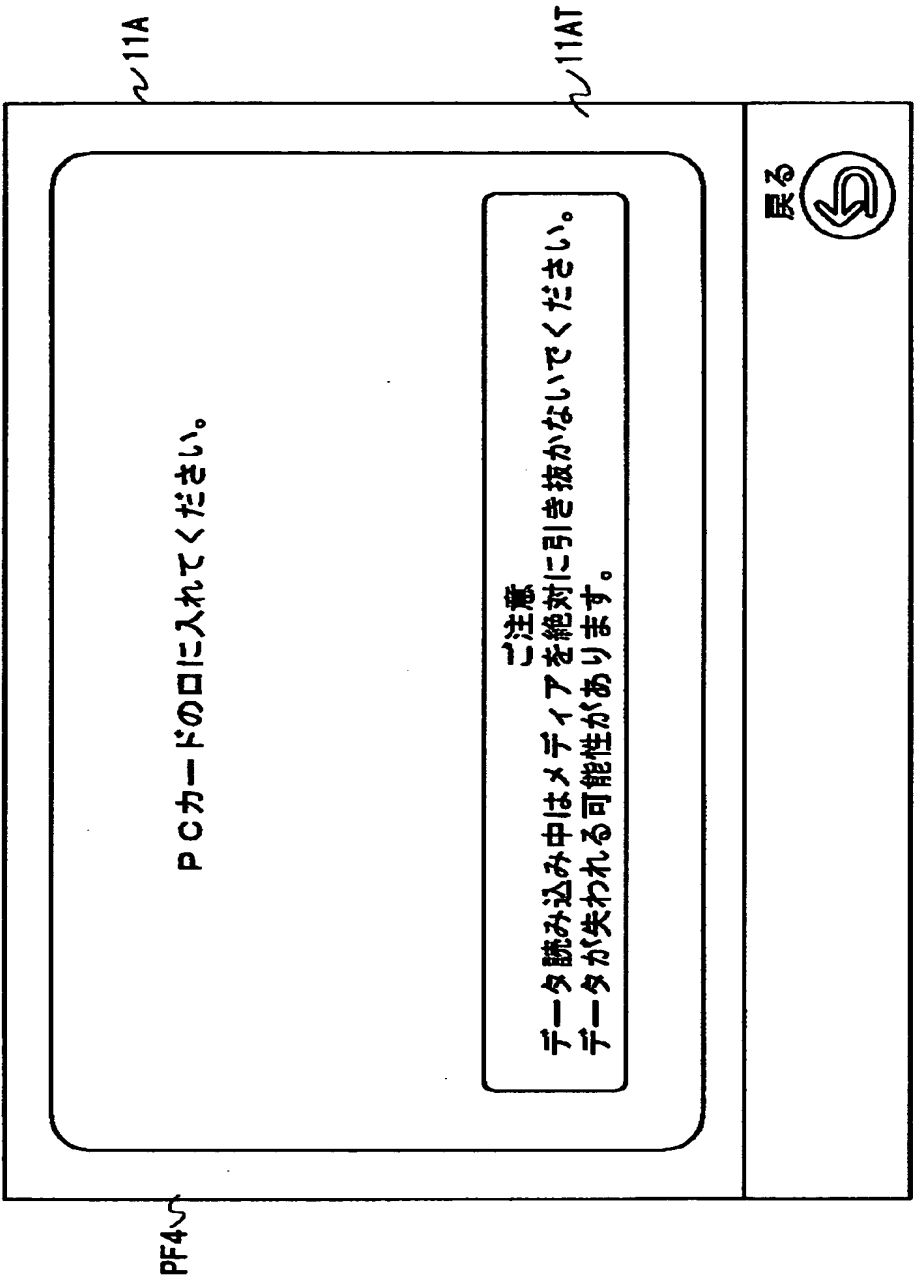 11A
11AT
PF4
PCカードの口に入れてください。
ご注意
データ読み込み中はメディアを絶対に引き抜かないでください。
データが失われる可能性があります。
戻る